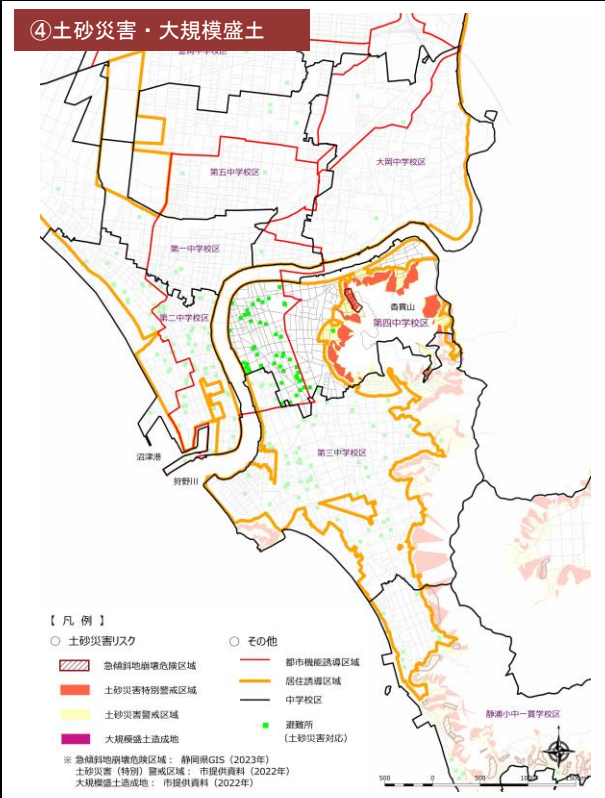 ④土砂災害・大規模盛土
第五中学校区
大岡中学校区
第一中学校区
第二中学校区
香貫山
第四中学校区
沼津港
狩野川
第三中学校区
静浦小中一貫学校区
【 凡 例 】
○ 土砂災害リスク
急傾斜地崩壊危険区域
土砂災害特別警戒区域
土砂災害警戒区域
大規模盛土造成地
○ その他
都市機能誘導区域
居住誘導区域
中学校区
避難所
（土砂災害対応）
※ 急傾斜地崩壊危険区域： 静岡県GIS（2023年）
土砂災害（特別）警戒区域： 市提供資料（2022年）
大規模盛土造成地： 市提供資料（2022年）
500 0 500 1000 1500m